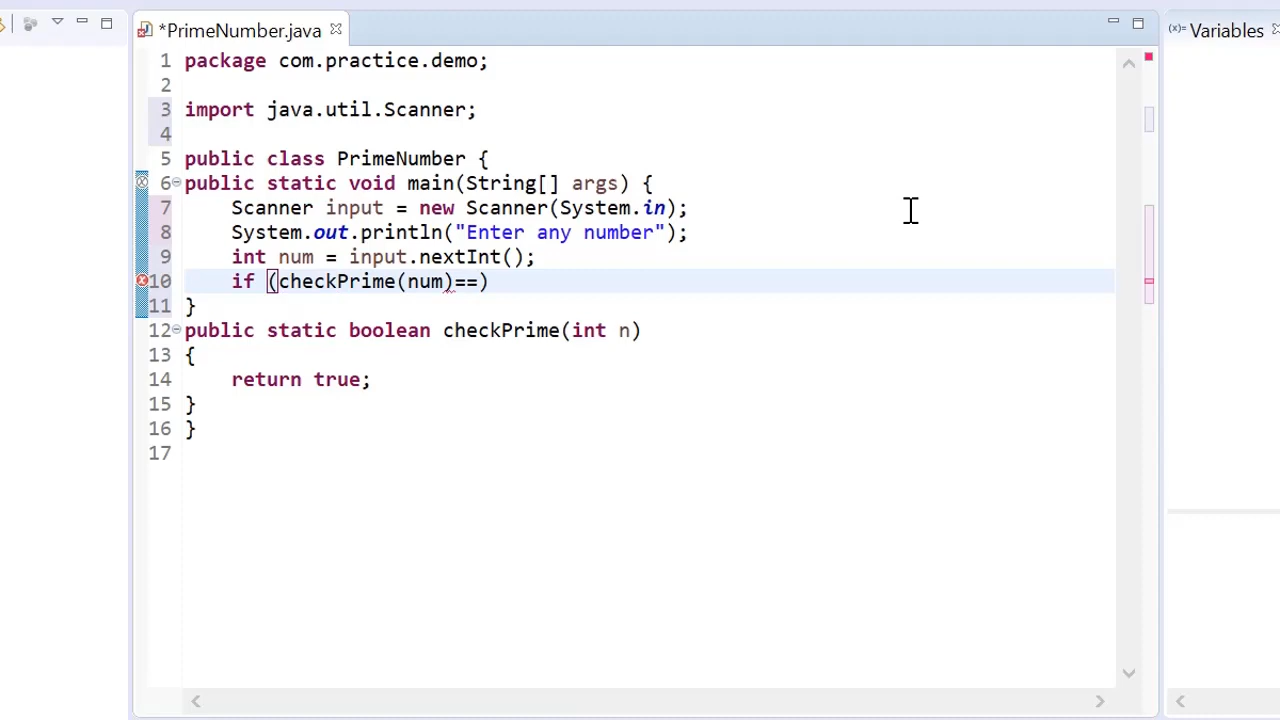 *PrimeNumber.java
Variables
1 package com.practice.demo;
2
3 import java.util.Scanner;
4
5 public class PrimeNumber {
6 public static void main(String[] args) {
7 Scanner input = new Scanner(System.in);
8 System.out.println("Enter any number");
9 int num = input.nextInt();
10 if (checkPrime(num)==)
11 }
12 public static boolean checkPrime(int n)
13 {
14 return true;
15 }
16 }
17